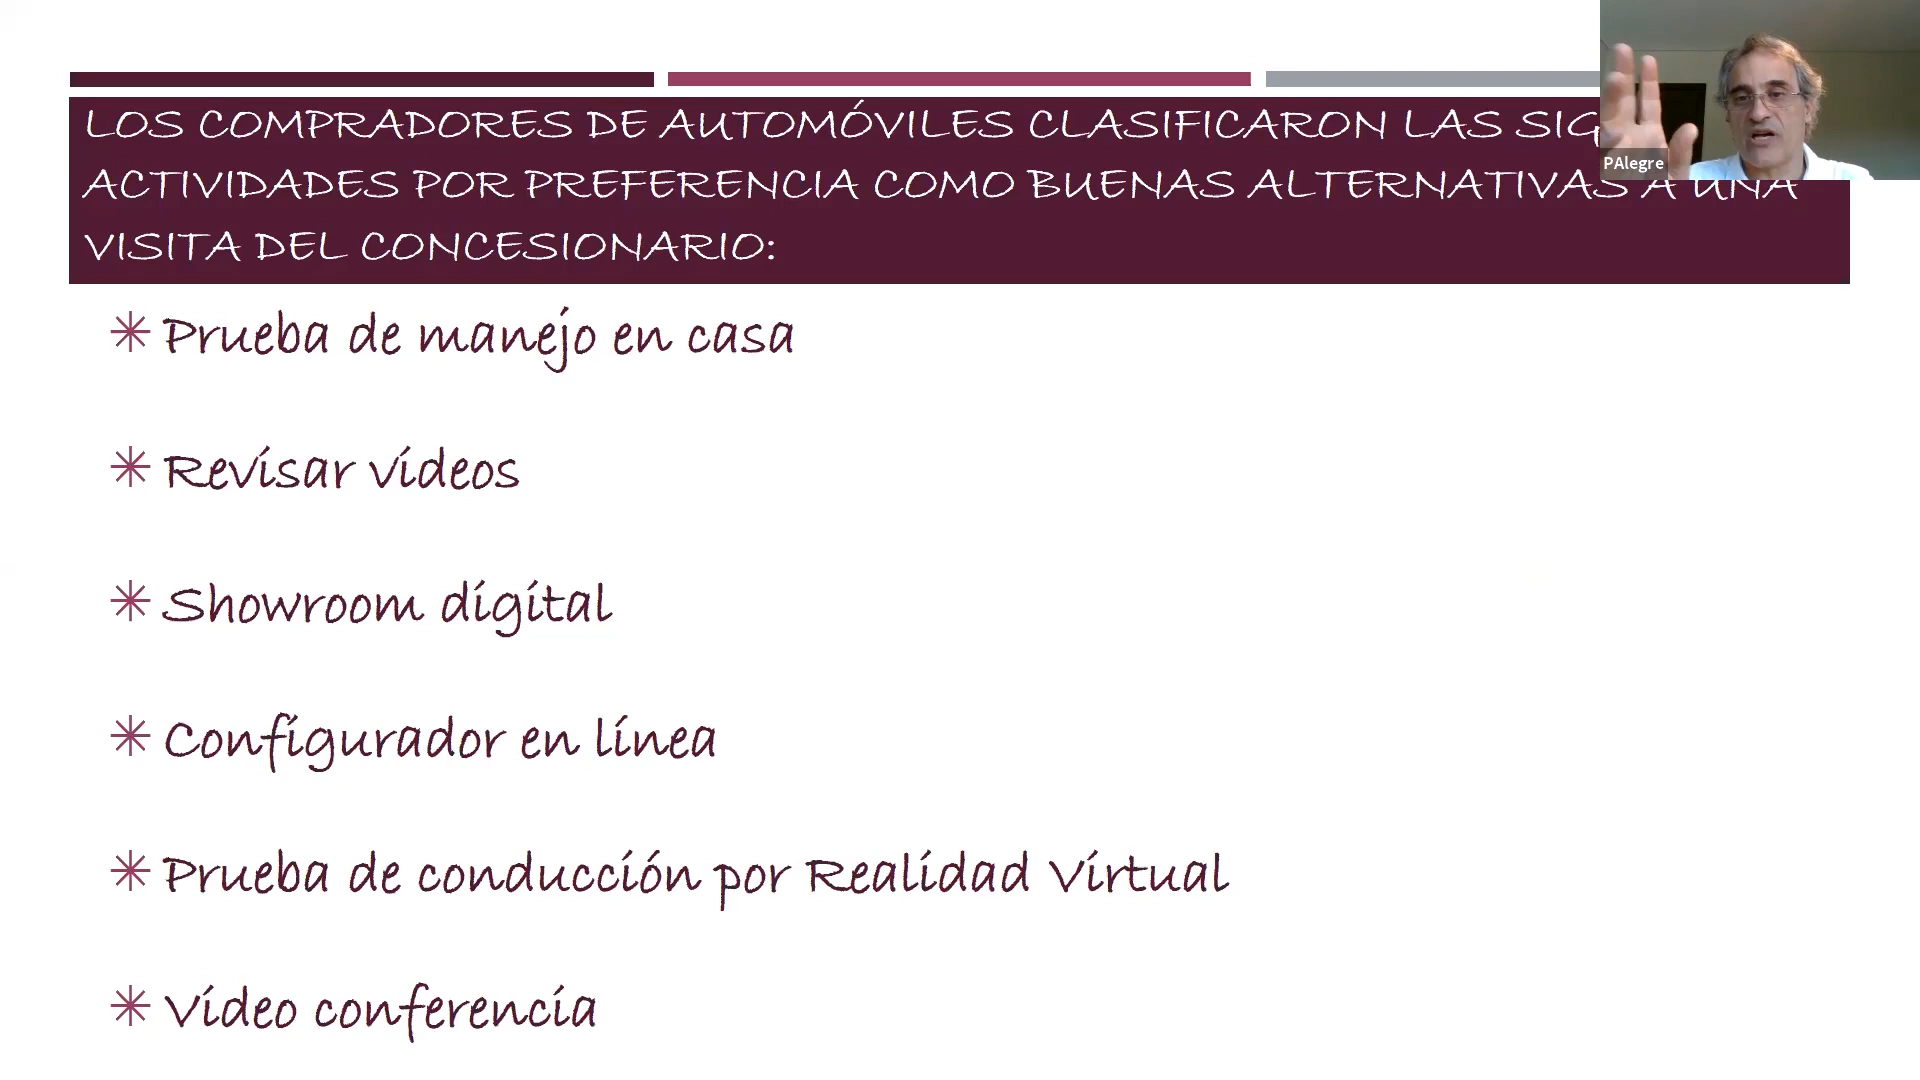 LOS COMPRADORES DE AUTOMÓVILES CLASIFICARON LAS
ACTIVIDADES POR PREFERENCIA COMO BUENAS ALTERNATIVAS A UNA
VISITA DEL CONCESIONARIO:
PAlegre
Prueba de manejo en casa
Revisar videos
Showroom digital
Configurador en línea
Prueba de conducción por Realidad Virtual
Video conferencia